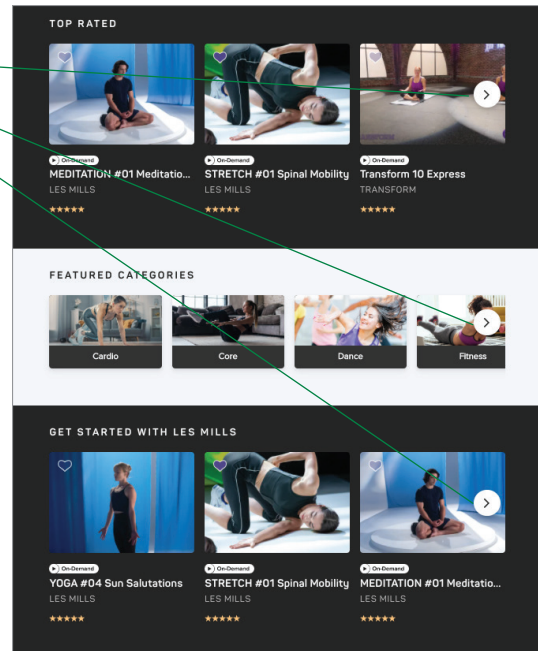 TOP RATED
On-Demand
On-Demand
On-Demand
MEDITATION #01 Meditatio...
STRETCH #01 Spinal Mobility
Transform 10 Express
LES MILLS
LES MILLS
TRANSFORM
★★★★★
★★★★★
★★★★★
FEATURED CATEGORIES
Cardio
Core
Dance
Fitness
GET STARTED WITH LES MILLS
On-Demand
On-Demand
On-Demand
YOGA #04 Sun Salutations
STRETCH #01 Spinal Mobility
MEDITATION #01 Meditatio...
LES MILLS
LES MILLS
LES MILLS
★★★★★
★★★★★
★★★★★